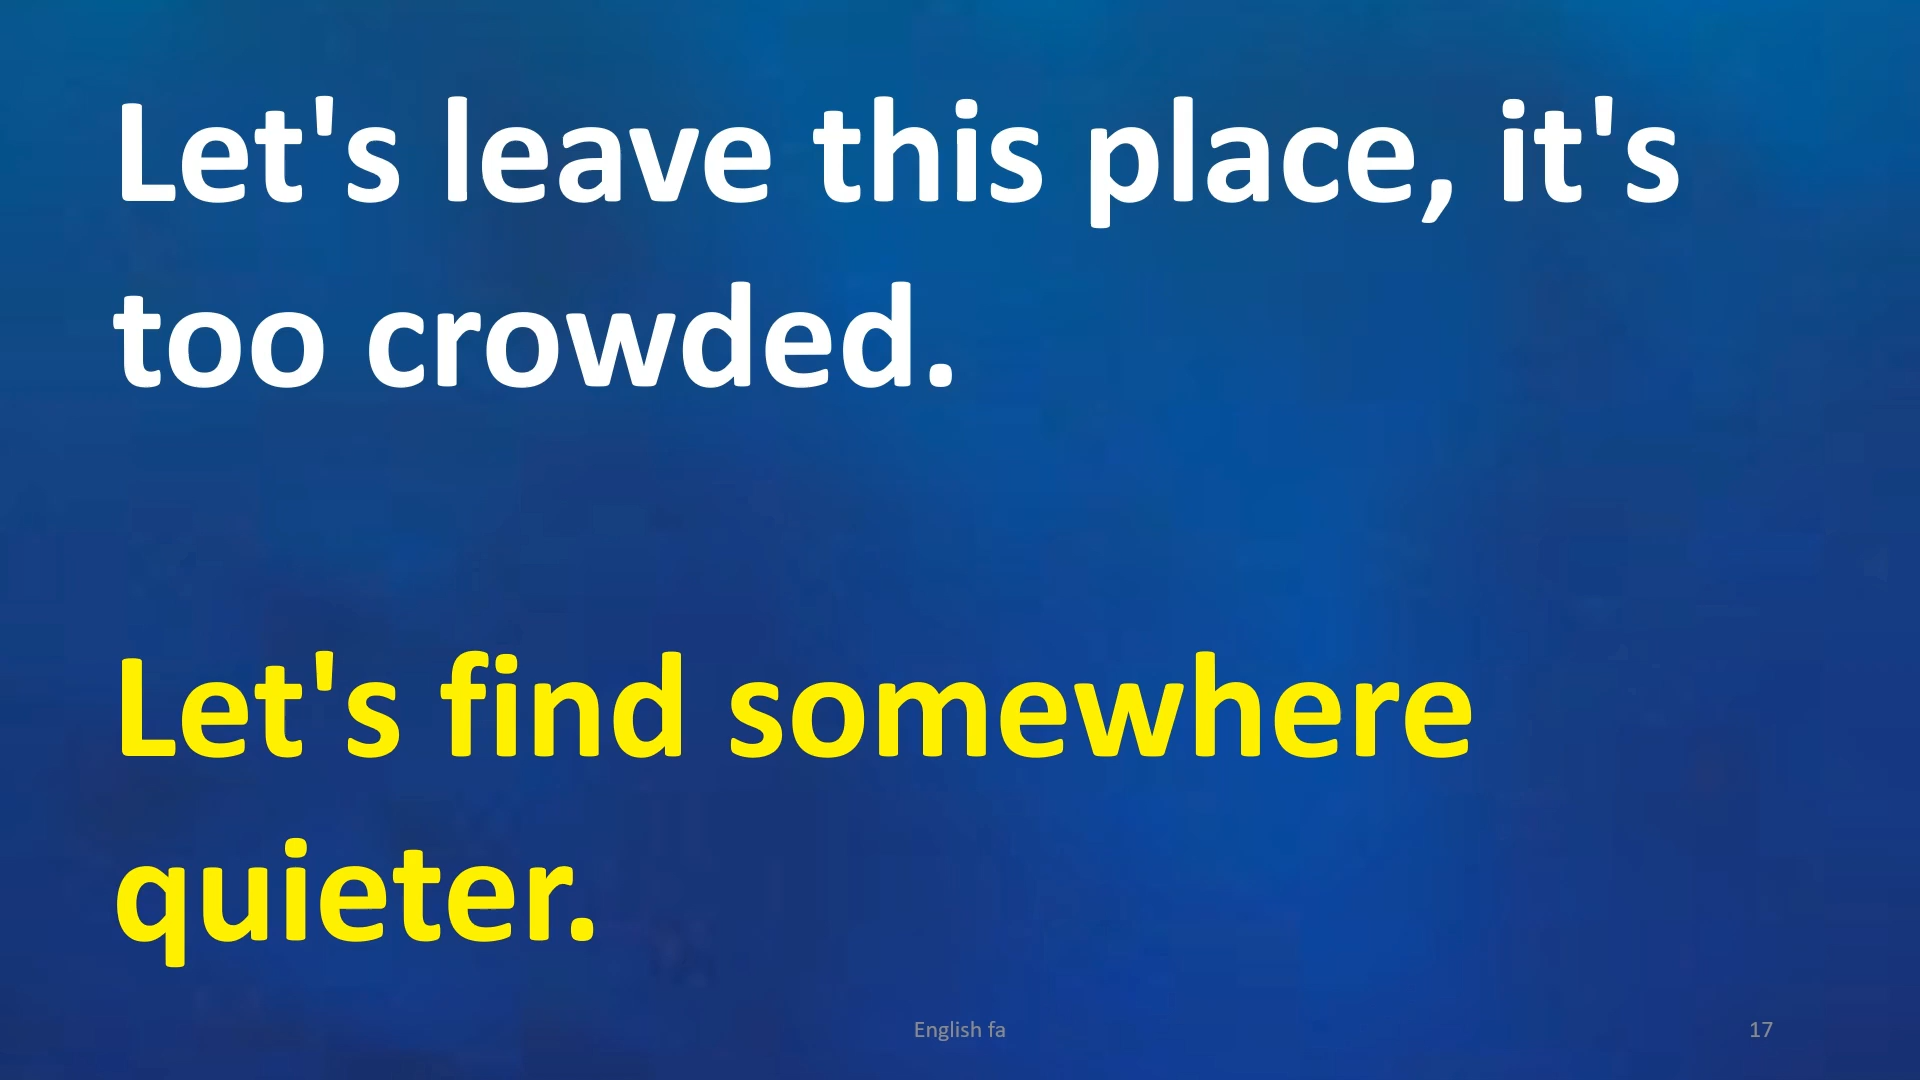 Let's leave this place, it's
too crowded.
Let's find somewhere
quieter.
English fa
17